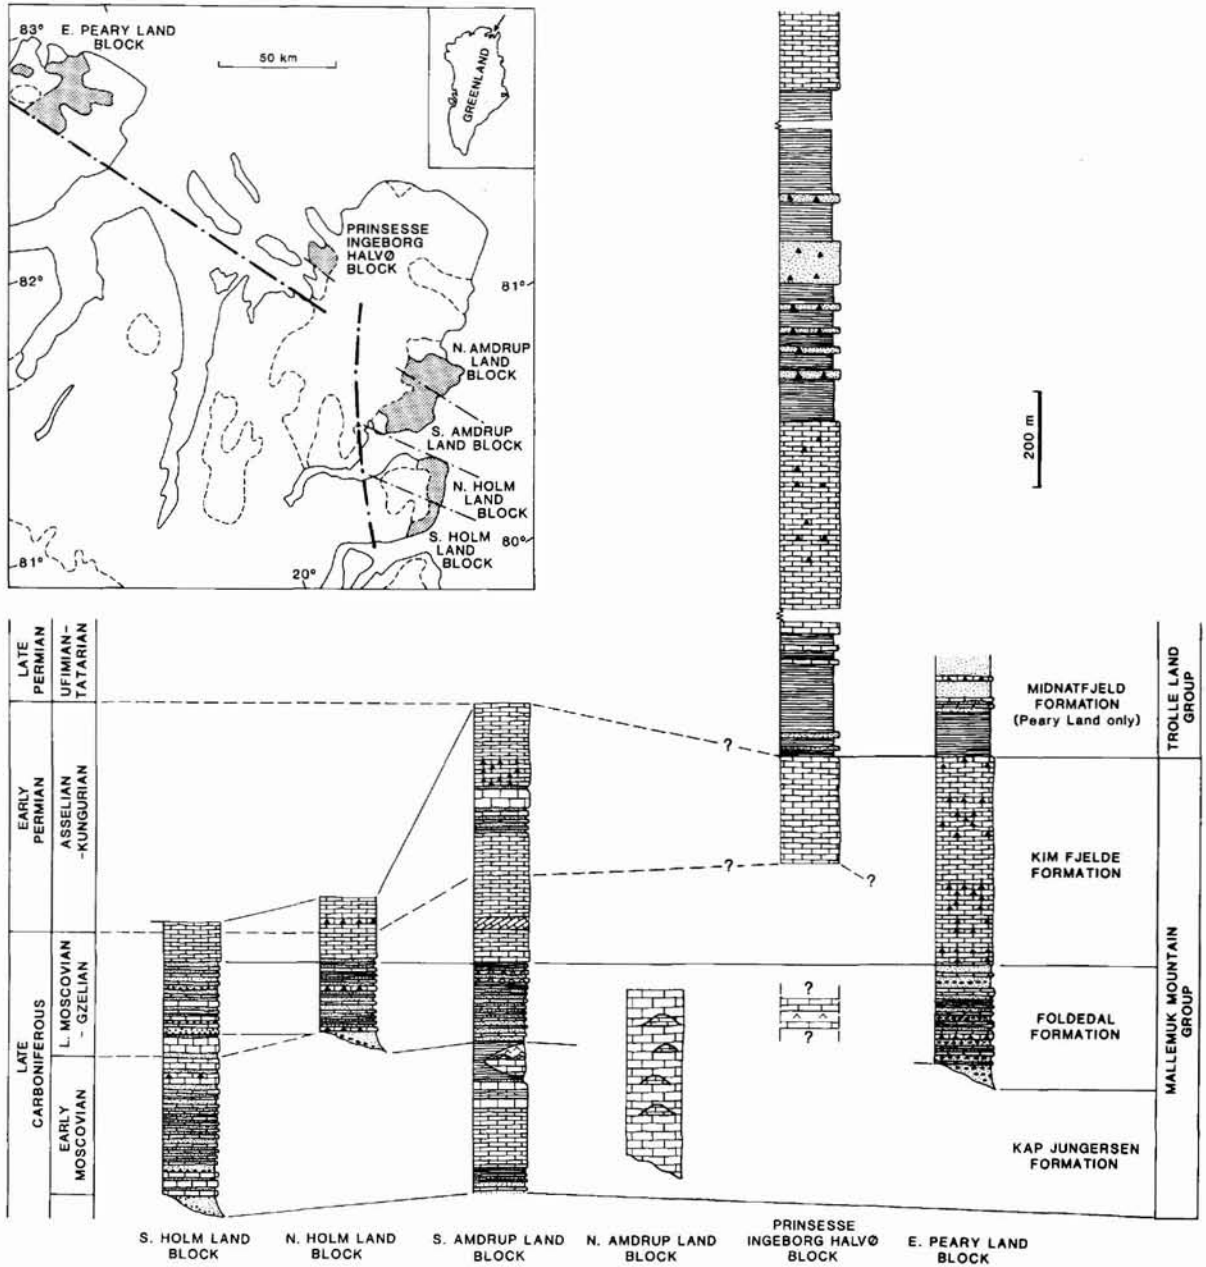 83°
E. PEARY LAND
BLOCK
50 km
GREENLAND
PRINSESSE
INGEBORG
HALVØ
BLOCK
82°
81°
N. AMDRUP
LAND
BLOCK
S. AMDRUP
LAND BLOCK
N. HOLM
LAND
BLOCK
S. HOLM
LAND
BLOCK
80°
81°
20°
200 m
LATE
PERMIAN
UFIMIAN-
TATARIAN
EARLY
PERMIAN
ASSELIAN
-KUNGURIAN
LATE
CARBONIFEROUS
L. MOSCOVIAN
- GZELIAN
EARLY
MOSCOVIAN
?
?
?
?
?
MIDNATFJELD
FORMATION
(Peary Land only)
KIM FJELDE
FORMATION
FOLDEDAL
FORMATION
KAP JUNGERSEN
FORMATION
TROLLE LAND
GROUP
MALLEMUK MOUNTAIN
GROUP
S. HOLM LAND
BLOCK
N. HOLM LAND
BLOCK
S. AMDRUP LAND
BLOCK
N. AMDRUP LAND
BLOCK
PRINSESSE
INGEBORG HALVØ
BLOCK
E. PEARY LAND
BLOCK